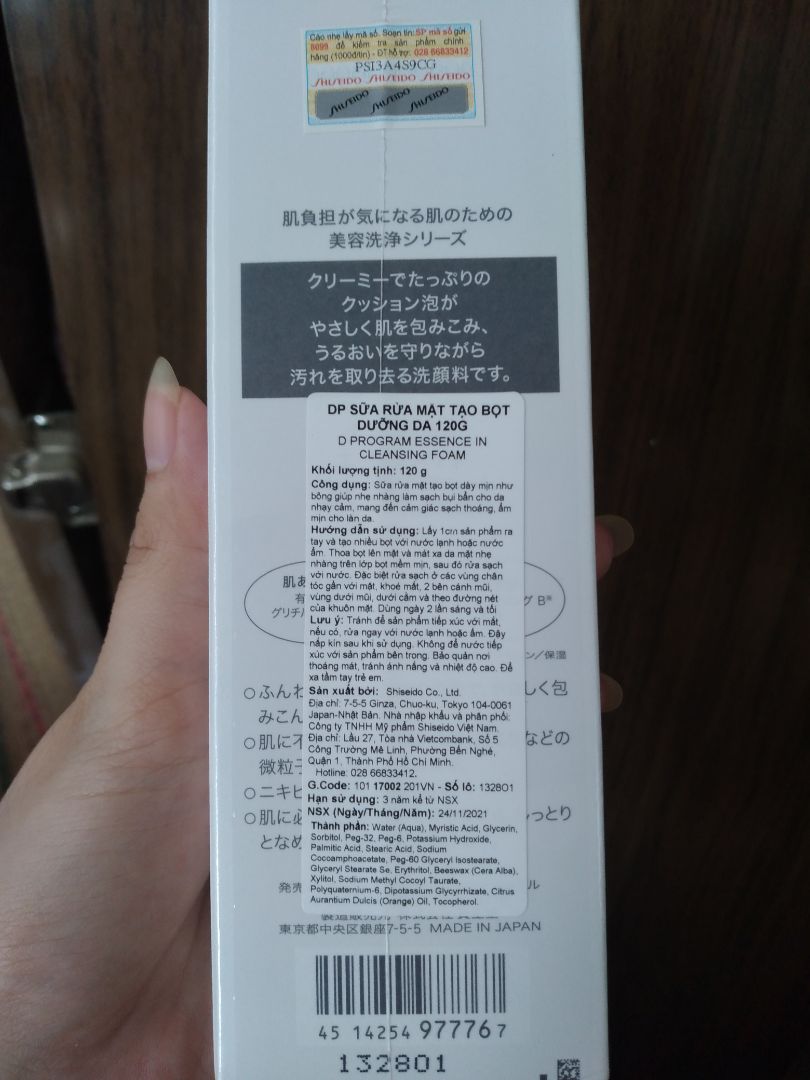 Cào nhẹ lấy mã số. Soạn tin:SP mã số gửi
8099 để kiểm tra sản phẩm chính
hãng (1000đ/tin) - ĐT hỗ trợ: 028 66833412
PSI3A4S9CG
SHISEIDO SHISEIDO SHISEIDO
SHISEIDO SHISEIDO SHISEIDO
肌負担が気になる肌のための
美容洗浄シリーズ
クリーミーでたっぷりの
クッション泡が
やさしく肌を包みこみ、
うるおいを守りながら
汚れを取り去る洗顔料です。
DP SỮA RỬA MẶT TẠO BỌT
DƯỠNG DA 120G
D PROGRAM ESSENCE IN
CLEANSING FOAM
Khối lượng tịnh: 120 g
Công dụng: Sữa rửa mặt tạo bọt dày mịn như
bông giúp nhẹ nhàng làm sạch bụi bẩn cho da
nhạy cảm, mang đến cảm giác sạch thoáng, ẩm
mịn cho làn da.
Hướng dẫn sử dụng: Lấy 1cm sản phẩm ra
tay và tạo nhiều bọt với nước lạnh hoặc nước
ấm. Thoa bọt lên mặt và mát xa da mặt nhẹ
nhàng trên lớp bọt mềm mịn, sau đó rửa sạch
với nước. Đặc biệt rửa sạch ở các vùng chân
tóc gần với mặt, khoé mắt, 2 bên cánh mũi,
vùng dưới mũi, dưới cằm và theo đường nét
của khuôn mặt. Dùng ngày 2 lần sáng và tối
Lưu ý: Tránh để sản phẩm tiếp xúc với mắt,
nếu có, rửa ngay với nước lạnh hoặc ấm. Đậy
nắp kín sau khi sử dụng. Không để nước tiếp
xúc với sản phẩm bên trong. Bảo quản nơi
thoáng mát, tránh ánh nắng và nhiệt độ cao. Để
xa tầm tay trẻ em.
Sản xuất bởi: Shiseido Co., Ltd.
Địa chỉ: 7-5-5 Ginza, Chuo-ku, Tokyo 104-0061
Japan-Nhật Bản. Nhà nhập khẩu và phân phối:
Công ty TNHH Mỹ phẩm Shiseido Việt Nam.
Địa chỉ: Lầu 27, Tòa nhà Vietcombank, Số 5
Công Trường Mê Linh, Phường Bến Nghé,
Quận 1, Thành Phố Hồ Chí Minh.
Hotline: 028 66833412.
G.Code: 101 17002 201VN - Số lô: 1328O1
Hạn sử dụng: 3 năm kể từ NSX
NSX (Ngày/Tháng/Năm): 24/11/2021
Thành phần: Water (Aqua), Myristic Acid, Glycerin,
Sorbitol, Peg-32, Peg-6, Potassium Hydroxide,
Palmitic Acid, Stearic Acid, Sodium
Cocoamphoacetate, Peg-60 Glyceryl Isostearate,
Glyceryl Stearate Se, Erythritol, Beeswax (Cera Alba),
Xylitol, Sodium Methyl Cocoyl Taurate,
Polyquaternium-6, Dipotassium Glycyrrhizate, Citrus
Aurantium Dulcis (Orange) Oil, Tocopherol.
肌あ
有
グリチル
グ B※
ン/保湿
○ふんわ しく包
みこん
○肌に不 などの
微粒子
○ニキビ
○肌に必 っとり
となめ
発売 ル
東京都中央区銀座7-5-5 MADE IN JAPAN
45 14254 977767
1328O1